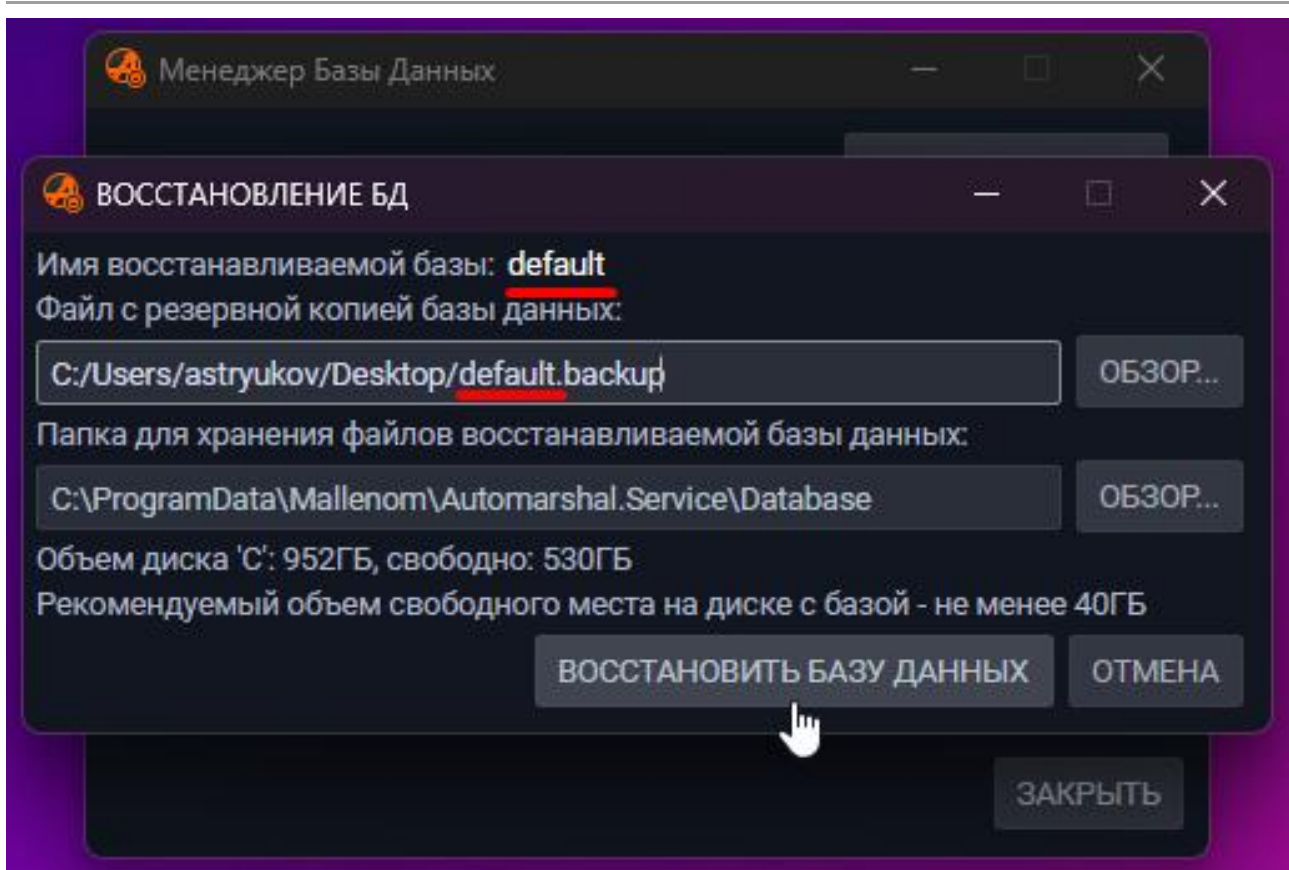 Менеджер Базы Данных
ВОССТАНОВЛЕНИЕ БД
Имя восстанавливаемой базы: default
Файл с резервной копией базы данных:
C:/Users/astryukov/Desktop/default.backup ОБЗОР...
Папка для хранения файлов восстанавливаемой базы данных:
C:\ProgramData\Mallenom\Automarshal.Service\Database ОБЗОР...
Объем диска 'C': 952ГБ, свободно: 530ГБ
Рекомендуемый объем свободного места на диске с базой - не менее 40ГБ
ВОССТАНОВИТЬ БАЗУ ДАННЫХ ОТМЕНА
ЗАКРЫТЬ